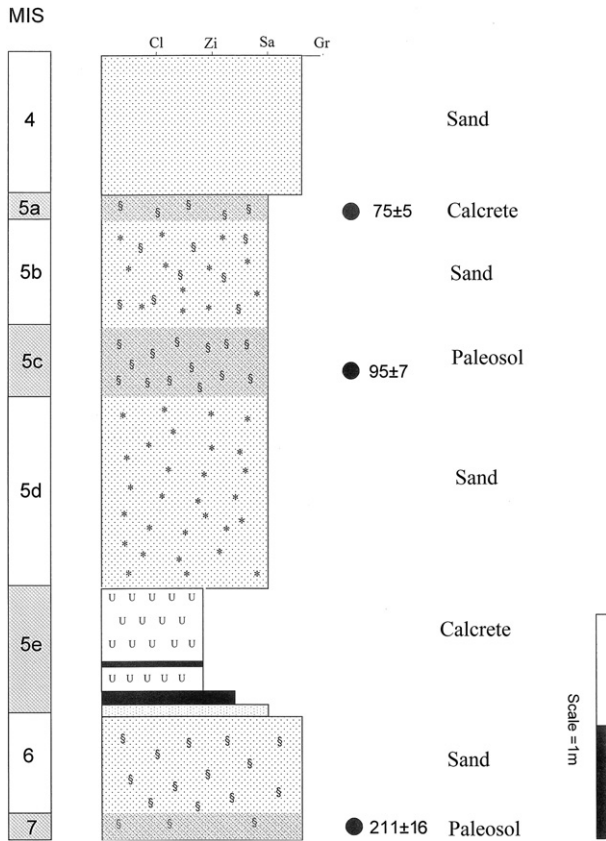 MIS
Cl Zi Sa Gr
4 Sand
5a § § § § § 75±5 Calcrete
5b * * § * § § * * * * § * § * * § * § * * * § Sand
5c § § § § § § § § § § § § § § 95±7 Paleosol
5d * * * * * * * * * * * * * * * * * * * * * * * * * * Sand
U U U U U
U U U U
U U U U U
5e Calcrete
U U U U U
6 § § § § § § § § § § § § Sand
7 § § § 211±16 Paleosol
Scale =1m